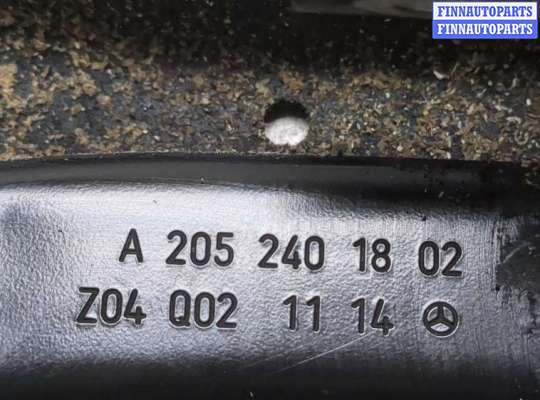 FINNAUTOPARTS
FINNAUTOPARTS
A 205 240 18 02
Z04 Q02 11 14